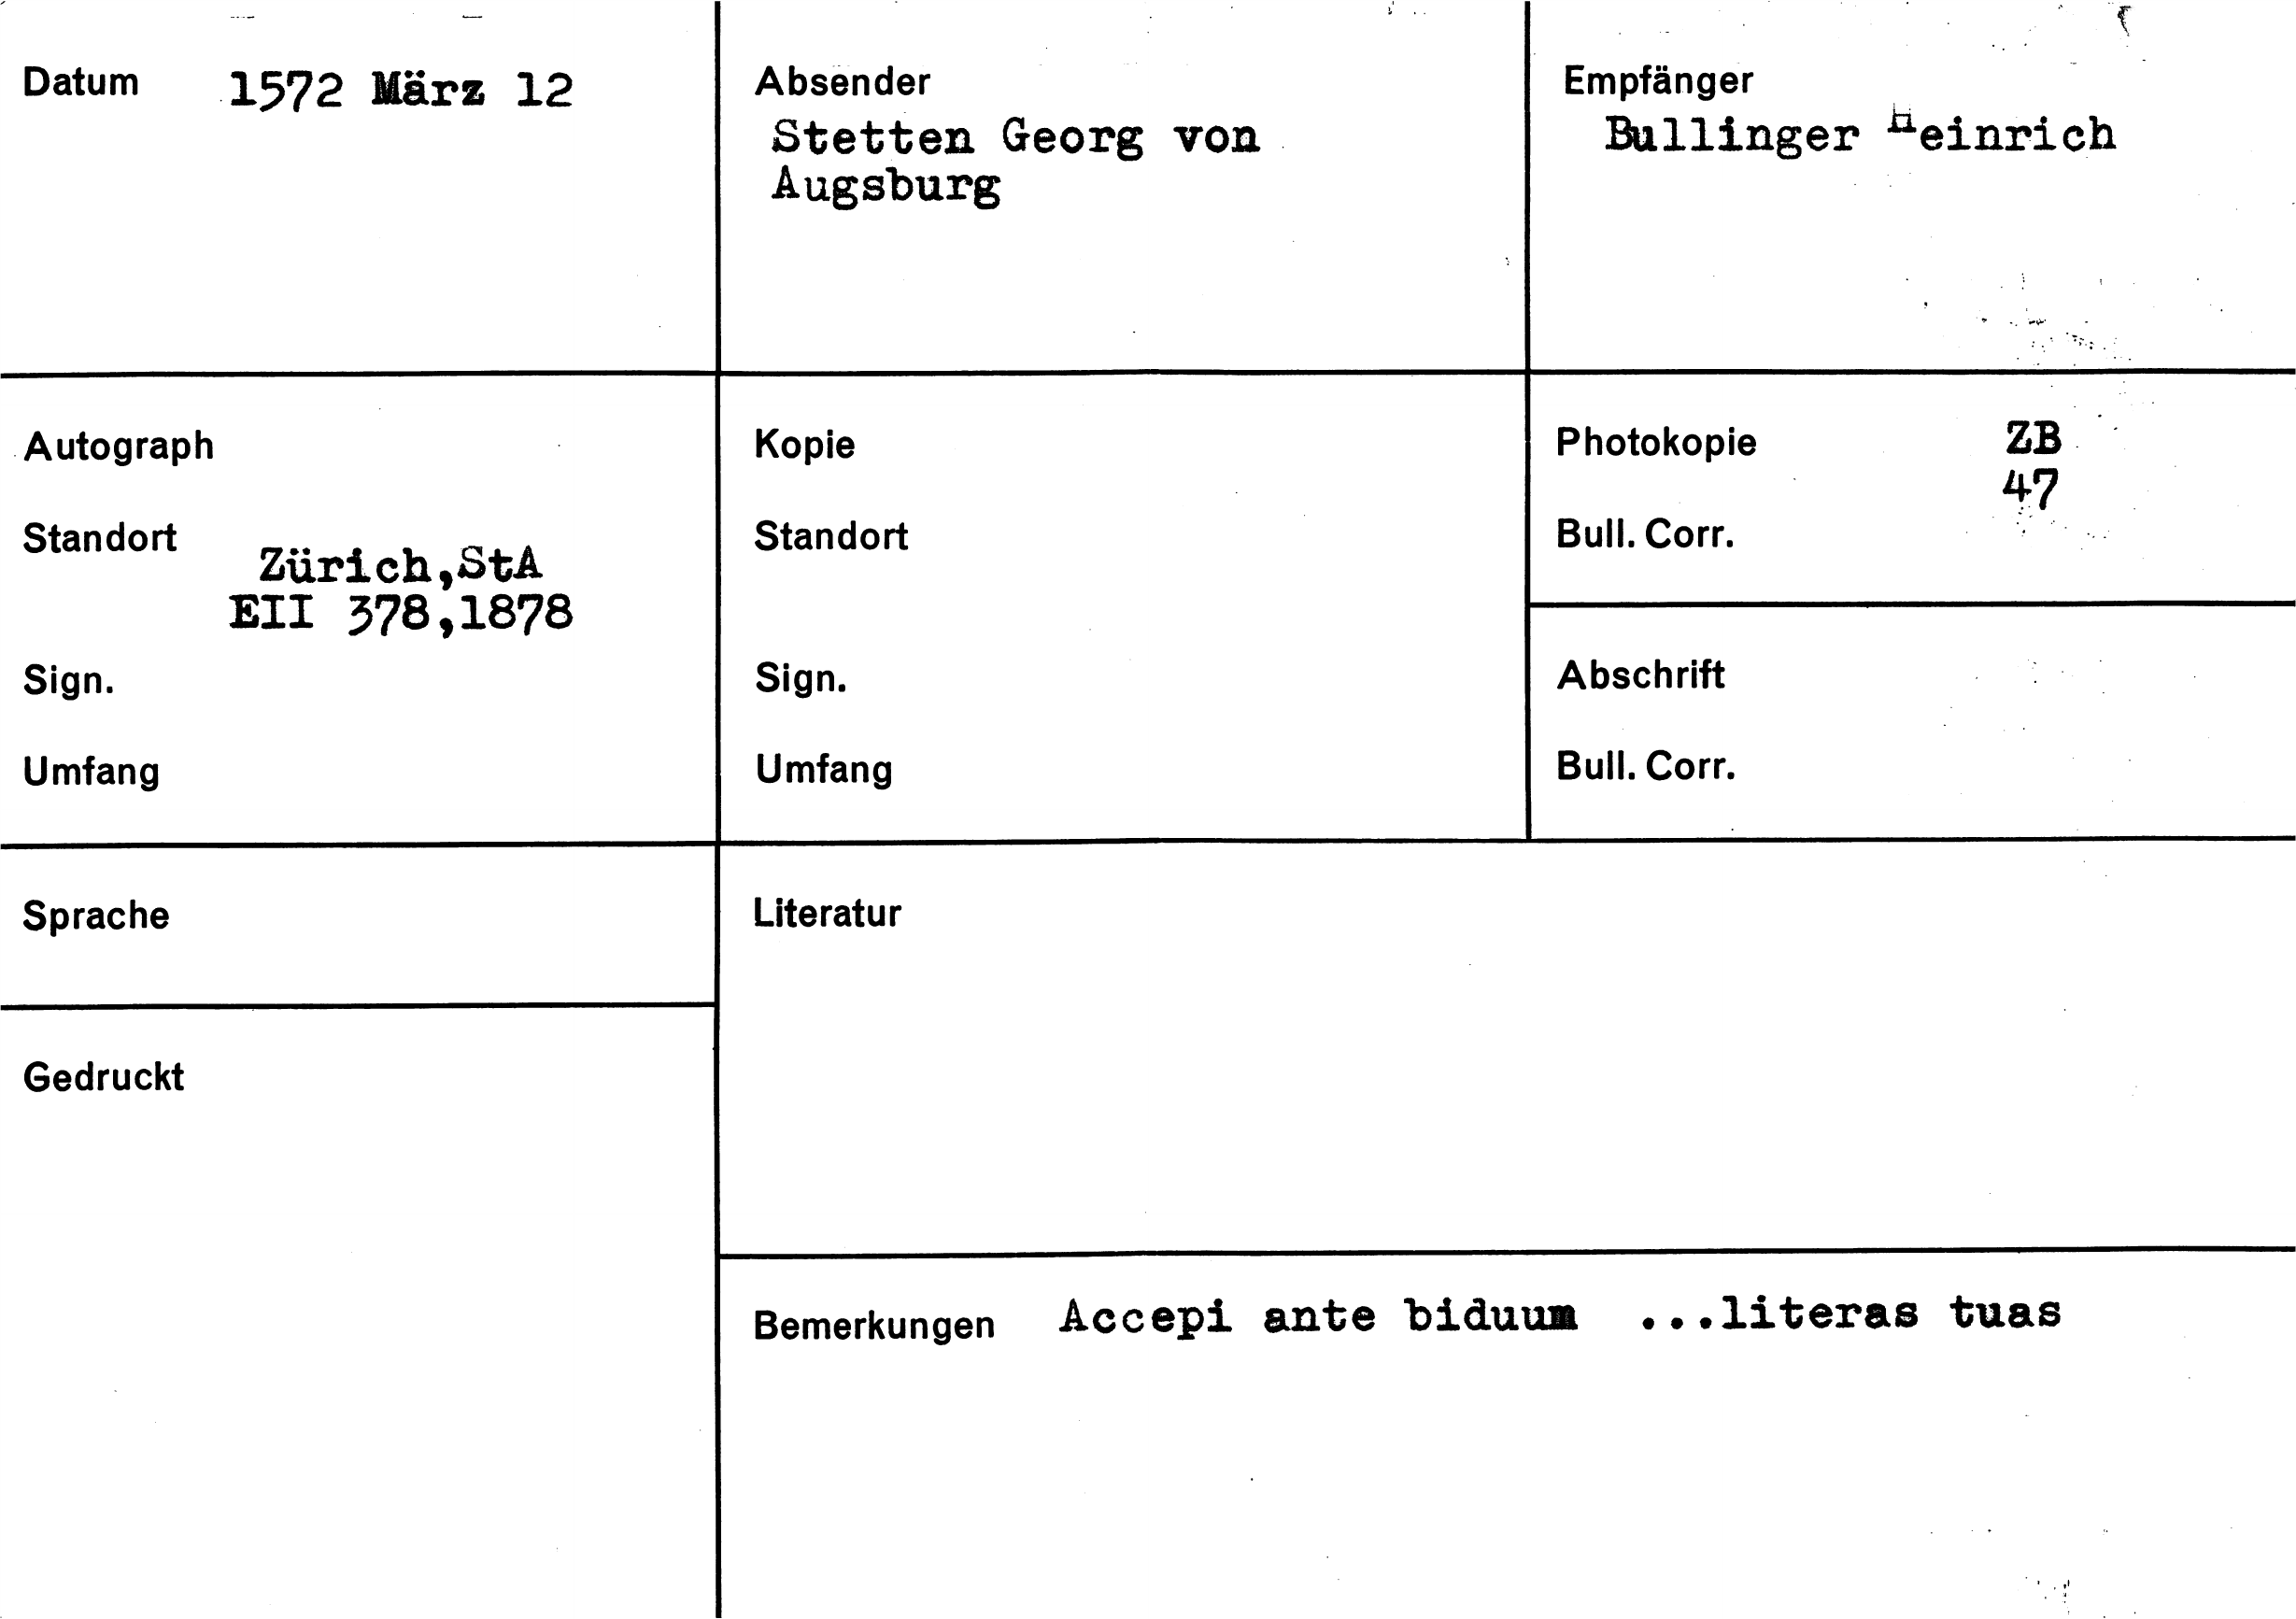 Datum 1572 März 12
Absender
Stetten Georg von
Augsburg
Empfänger
Bullinger Heinrich
Autograph
Standort
Zürich,StA
EII 378,1878
Sign.
Umfang
Kopie
Standort
Sign.
Umfang
Photokopie ZB
47
Bull. Corr.
Abschrift
Bull. Corr.
Sprache
Gedruckt
Literatur
Bemerkungen Accepi ante biduum ...literas tuas